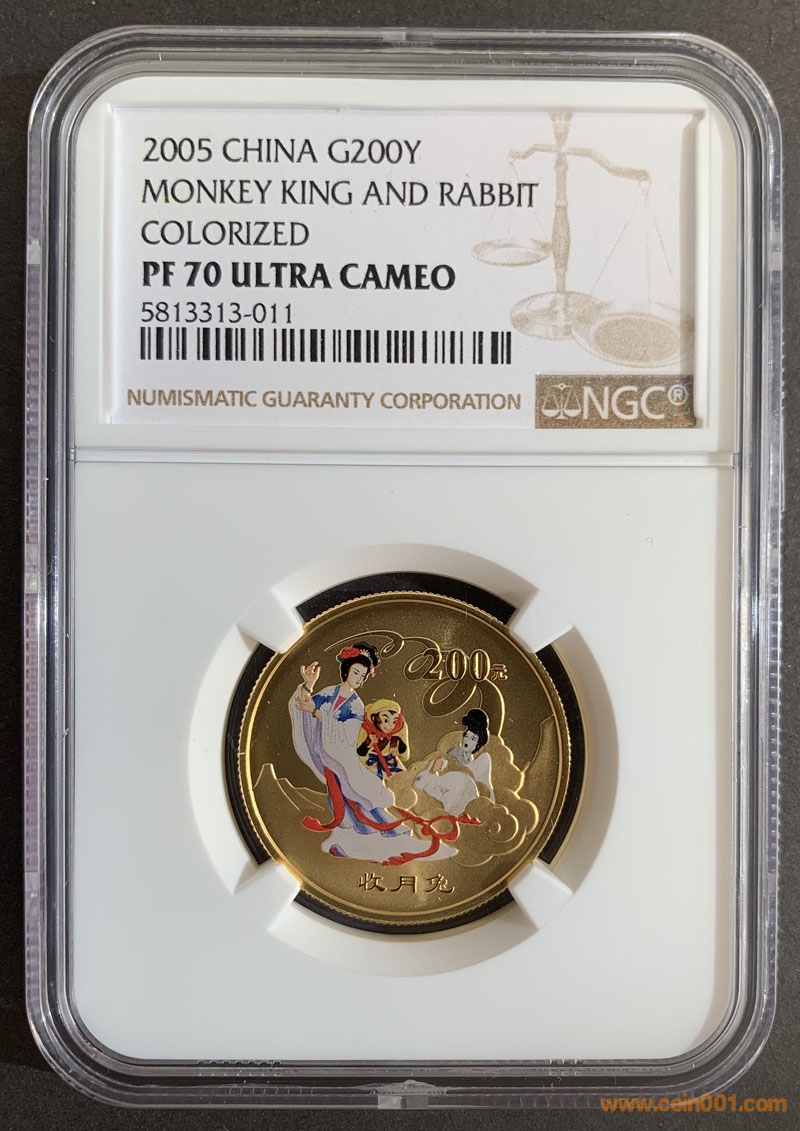 2005 CHINA G200Y
MONKEY KING AND RABBIT
COLORIZED
PF 70 ULTRA CAMEO
5813313-011
NUMISMATIC GUARANTY CORPORATION
NGC®
200元
收月兔
www.coin001.com